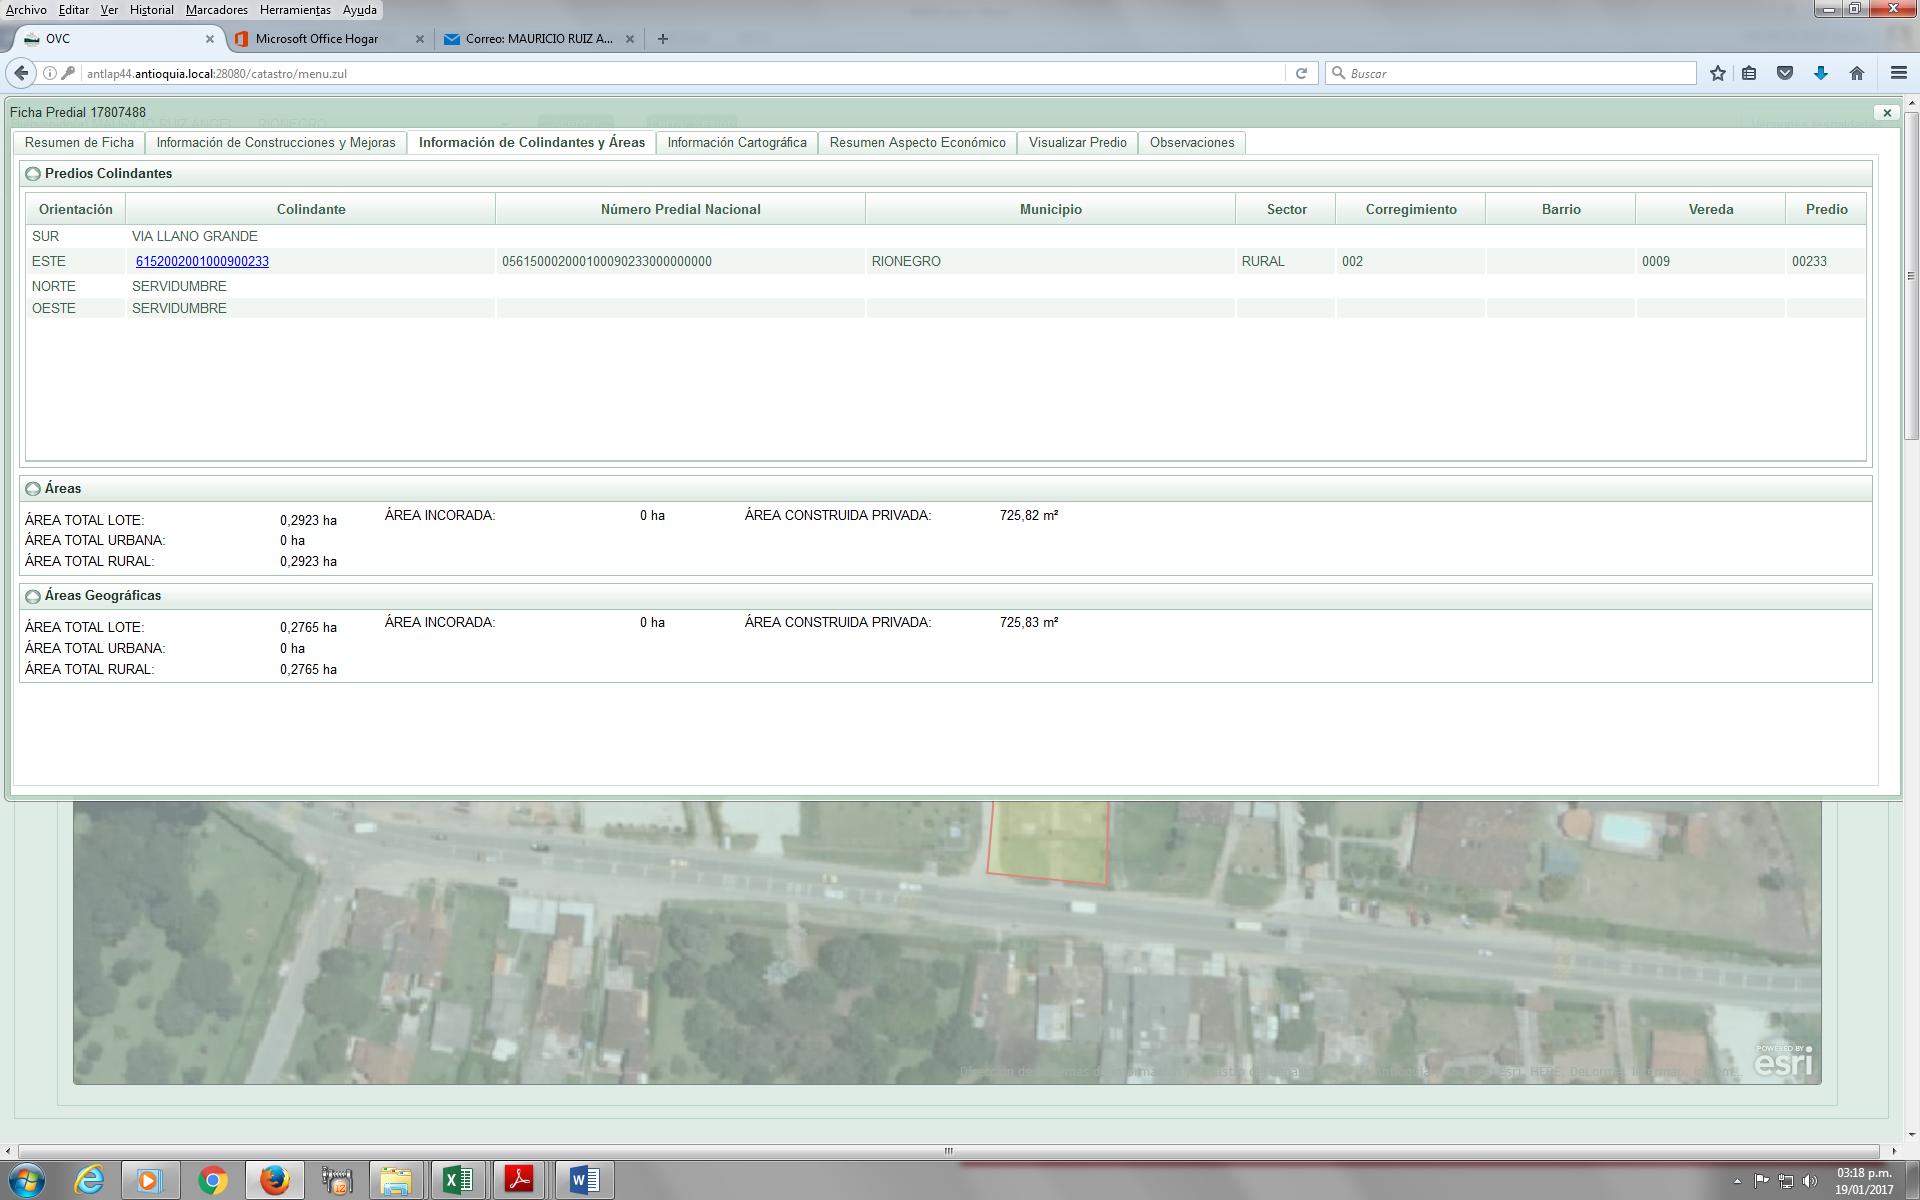 Archivo Editar Ver Historial Marcadores Herramientas Ayuda
OVC Microsoft Office Hogar Correo: MAURICIO RUIZ A...
antlap44.antioquia.local:28080/catastro/menu.zul Buscar
Ficha Predial 17807488
Resumen de Ficha Información de Construcciones y Mejoras Información de Colindantes y Áreas Información Cartográfica Resumen Aspecto Económico Visualizar Predio Observaciones
Predios Colindantes
Orientación Colindante Número Predial Nacional Municipio Sector Corregimiento Barrio Vereda Predio
SUR VIA LLANO GRANDE
ESTE 6152002001000900233 056150002000100090233000000000 RIONEGRO RURAL 002 0009 00233
NORTE SERVIDUMBRE
OESTE SERVIDUMBRE
Áreas
ÁREA TOTAL LOTE: 0,2923 ha ÁREA INCORADA: 0 ha ÁREA CONSTRUIDA PRIVADA: 725,82 m²
ÁREA TOTAL URBANA: 0 ha
ÁREA TOTAL RURAL: 0,2923 ha
Áreas Geográficas
ÁREA TOTAL LOTE: 0,2765 ha ÁREA INCORADA: 0 ha ÁREA CONSTRUIDA PRIVADA: 725,83 m²
ÁREA TOTAL URBANA: 0 ha
ÁREA TOTAL RURAL: 0,2765 ha
POWERED BY
esri
03:18 p.m.
19/01/2017